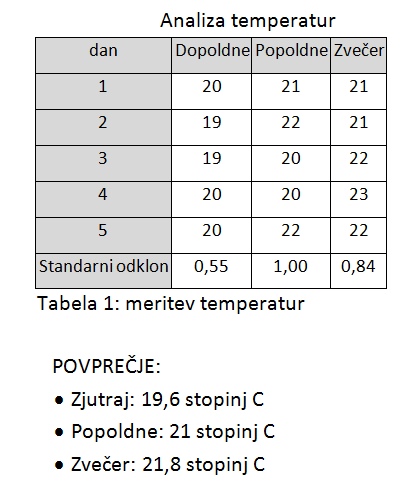 Analiza temperatur
dan Dopoldne Popoldne Zvečer
1 20 21 21
2 19 22 21
3 19 20 22
4 20 20 23
5 20 22 22
Standarni odklon 0,55 1,00 0,84
Tabela 1: meritev temperatur
POVPREČJE:
• Zjutraj: 19,6 stopinj C
• Popoldne: 21 stopinj C
• Zvečer: 21,8 stopinj C